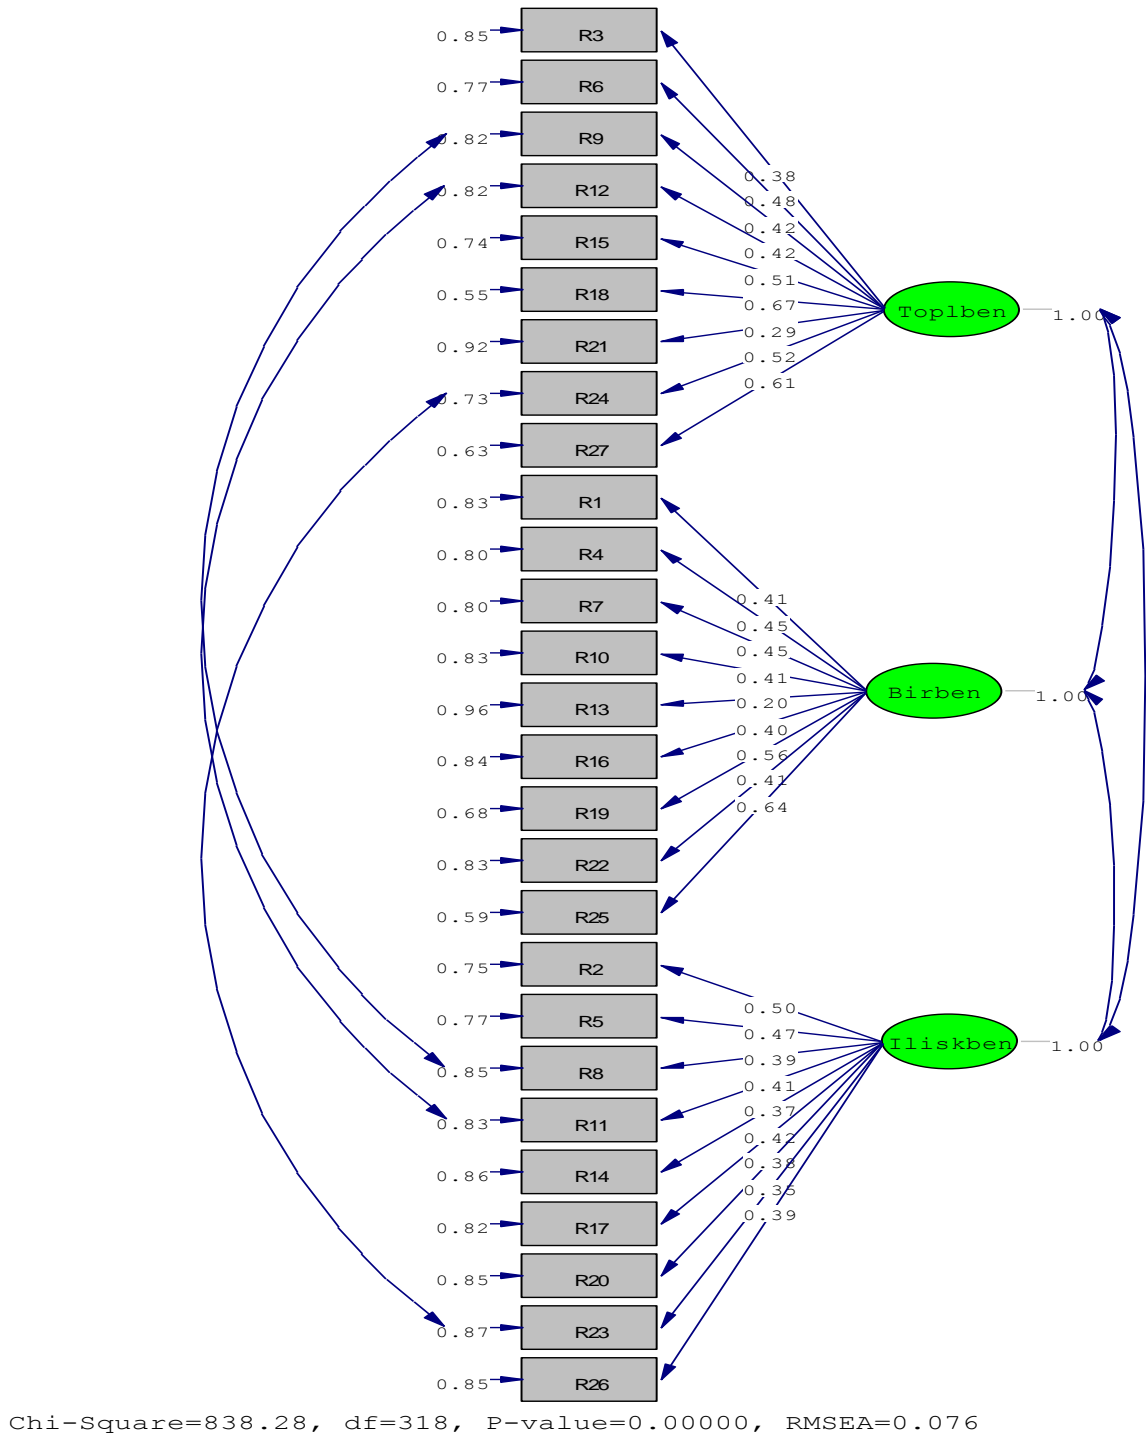 0.85 R3
0.77 R6
0.82 R9
0.82 R12
0.74 R15
0.55 R18
0.92 R21
0.73 R24
0.63 R27
0.83 R1
0.80 R4
0.80 R7
0.83 R10
0.96 R13
0.84 R16
0.68 R19
0.83 R22
0.59 R25
0.75 R2
0.77 R5
0.85 R8
0.83 R11
0.86 R14
0.82 R17
0.85 R20
0.87 R23
0.85 R26
0.38
0.48
0.42
0.42
0.51
0.67
0.29
0.52
0.61
Toplben 1.00
0.41
0.45
0.45
0.41
0.20
0.40
0.56
0.41
0.64
Birben 1.00
0.50
0.47
0.39
0.41
0.37
0.42
0.38
0.35
0.39
Iliskben 1.00
Chi-Square=838.28, df=318, P-value=0.00000, RMSEA=0.076